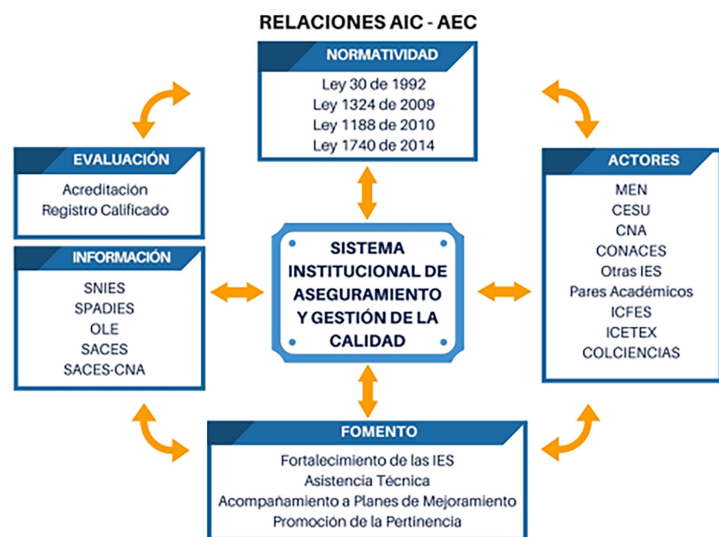 RELACIONES AIC - AEC
NORMATIVIDAD
Ley 30 de 1992
Ley 1324 de 2009
Ley 1188 de 2010
Ley 1740 de 2014
EVALUACIÓN
Acreditación
Registro Calificado
INFORMACIÓN
SNIES
SPADIES
OLE
SACES
SACES-CNA
SISTEMA
INSTITUCIONAL DE
ASEGURAMIENTO
Y GESTIÓN DE LA
CALIDAD
ACTORES
MEN
CESU
CNA
CONACES
Otras IES
Pares Académicos
ICFES
ICETEX
COLCIENCIAS
FOMENTO
Fortalecimiento de las IES
Asistencia Técnica
Acompañamiento a Planes de Mejoramiento
Promoción de la Pertinencia